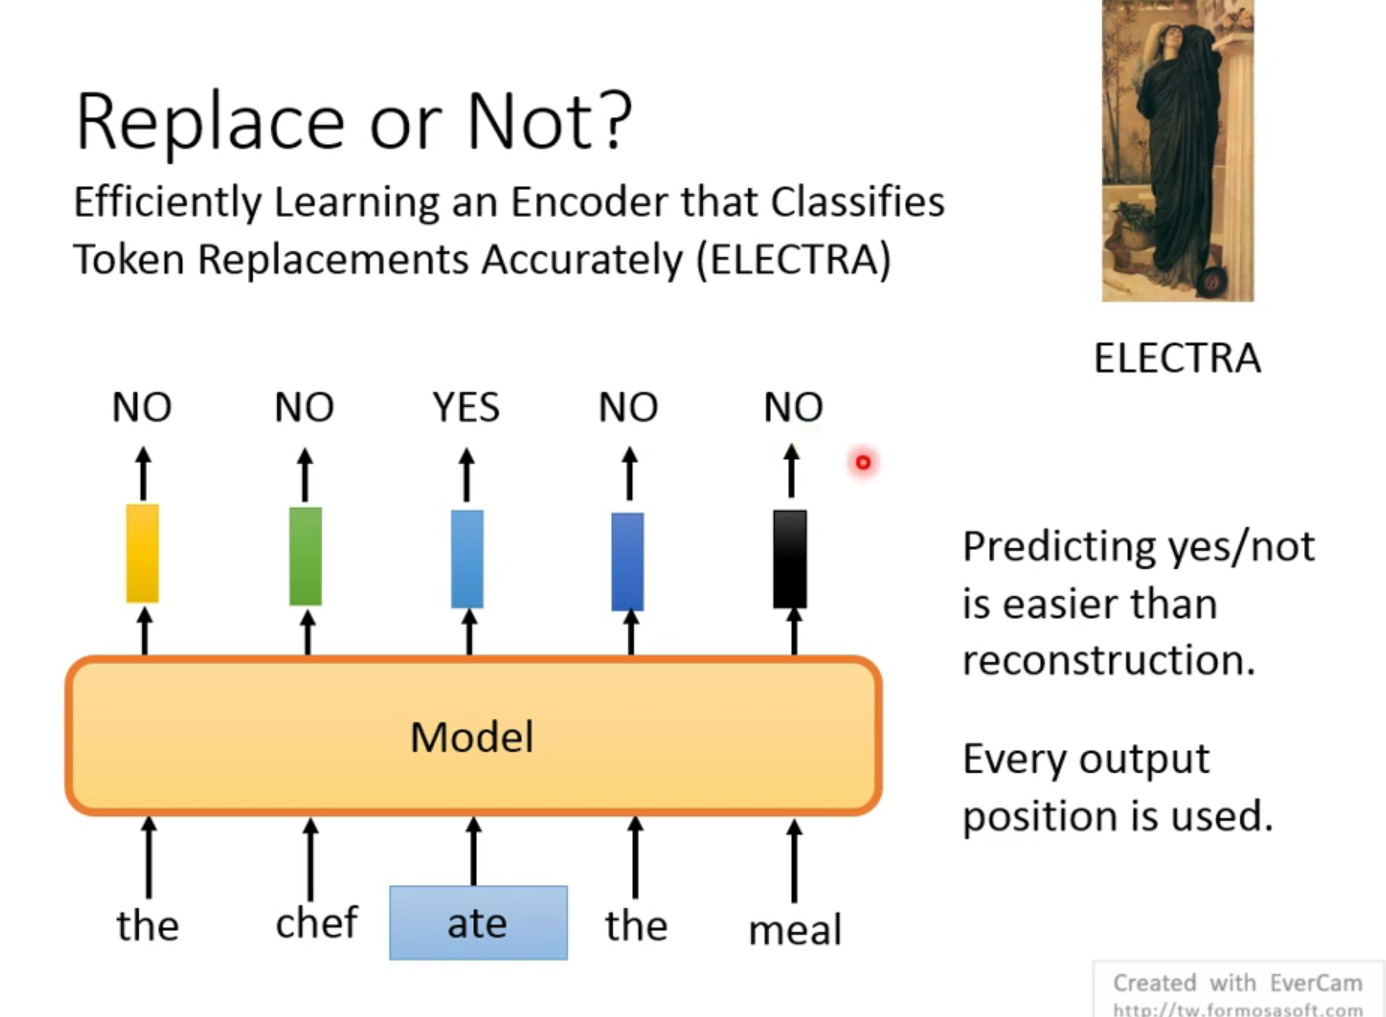 Replace or Not?
Efficiently Learning an Encoder that Classifies
Token Replacements Accurately (ELECTRA)
ELECTRA
NO NO YES NO NO
Predicting yes/not
is easier than
reconstruction.
Model
Every output
position is used.
the chef ate the meal
Created with EverCam
http://tw.formosasoft.com